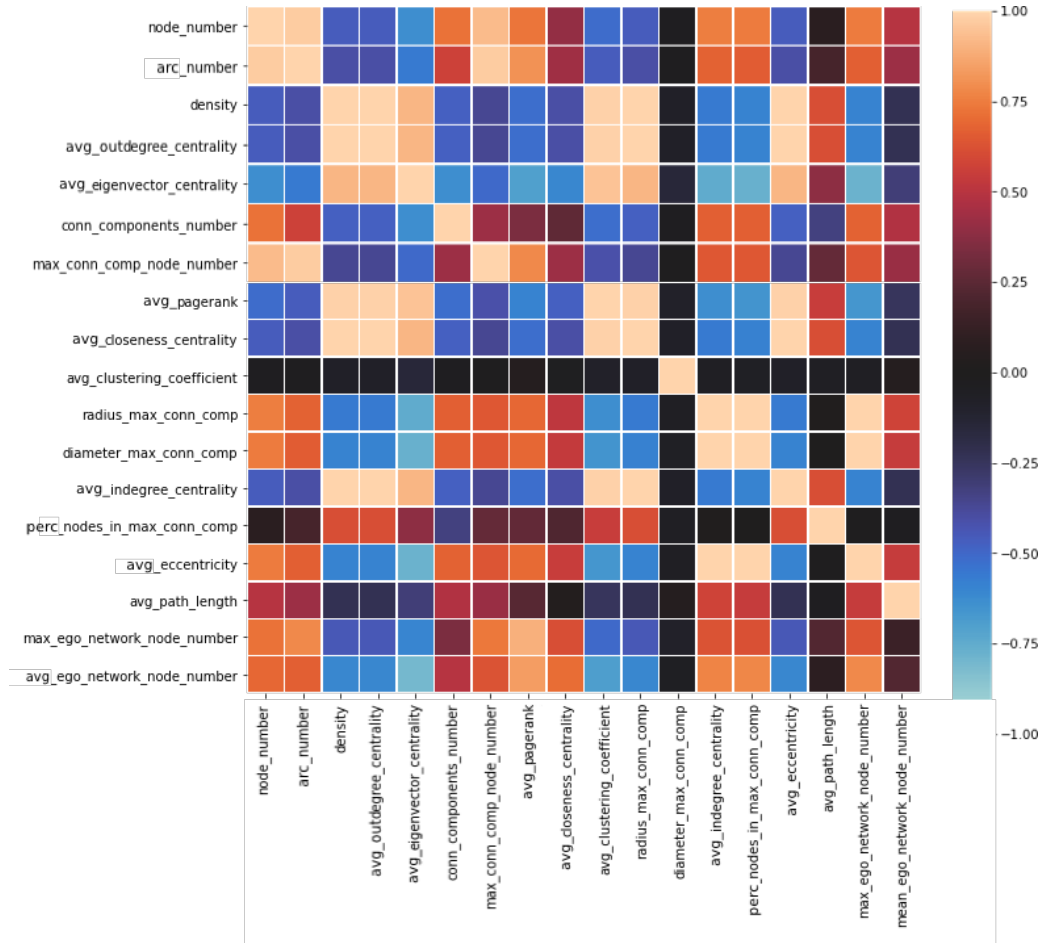 node_number
arc_number
density
avg_outdegree_centrality
avg_eigenvector_centrality
conn_components_number
max_conn_comp_node_number
avg_pagerank
avg_closeness_centrality
avg_clustering_coefficient
radius_max_conn_comp
diameter_max_conn_comp
avg_indegree_centrality
perc_nodes_in_max_conn_comp
avg_eccentricity
avg_path_length
max_ego_network_node_number
avg_ego_network_node_number
node_number
arc_number
density
avg_outdegree_centrality
avg_eigenvector_centrality
conn_components_number
max_conn_comp_node_number
avg_pagerank
avg_closeness_centrality
avg_clustering_coefficient
radius_max_conn_comp
diameter_max_conn_comp
avg_indegree_centrality
perc_nodes_in_max_conn_comp
avg_eccentricity
avg_path_length
max_ego_network_node_number
mean_ego_network_node_number
1.00
0.75
0.50
0.25
0.00
−0.25
−0.50
−0.75
−1.00